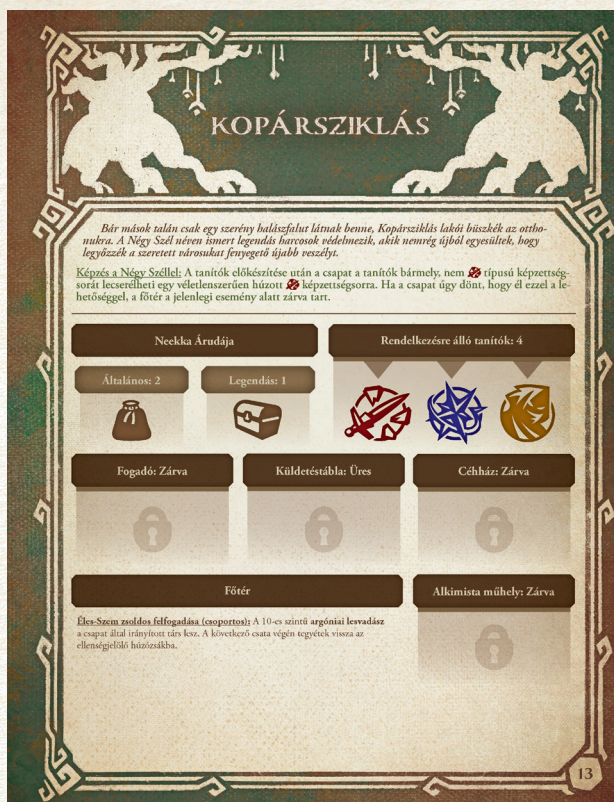 KOPÁRSZIKLÁS
Bár mások talán csak egy szerény halászfalut látnak benne, Kopársziklás lakói büszkék az ottho-
nukra. A Négy Szél néven ismert legendás harcosok védelmezik, akik nemrég újból egyesültek, hogy
legyőzzék a szeretett városukat fenyegető újabb veszélyt.
Képzés a Négy Széllel: A tanítók előkészítése után a csapat a tanítók bármely, nem típusú képzettség-
sorát lecserélheti egy véletlenszerűen húzott képzettségsorra. Ha a csapat úgy dönt, hogy él ezzel a le-
hetőséggel, a főtér a jelenlegi esemény alatt zárva tart.
Neekka Árudája
Rendelkezésre álló tanítók: 4
Általános: 2
Legendás: 1
Fogadó: Zárva
Küldetéstábla: Üres
Céhház: Zárva
Főtér
Alkimista műhely: Zárva
Éles-Szem zsoldos felfogadása (csoportos): A 10-es szintű argóniai lesvadász
a csapat által irányított társ lesz. A következő csata végén tegyétek vissza az
ellenségjelölő húzózsákba.
13